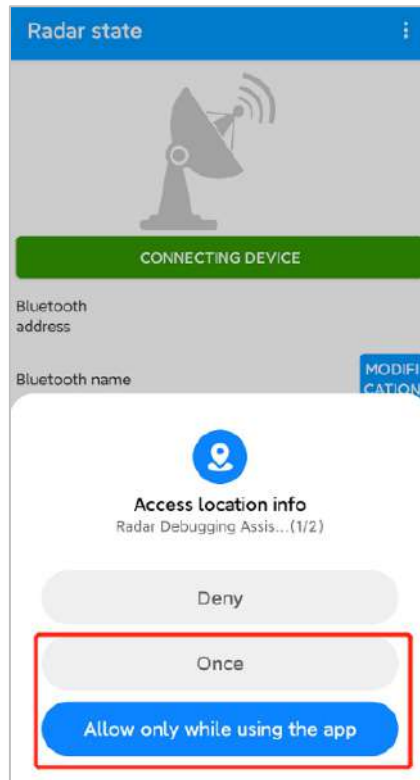 Radar state
CONNECTING DEVICE
Bluetooth
address
Bluetooth name
MODIFI
CATION
Access location info
Radar Debugging Assis...(1/2)
Deny
Once
Allow only while using the app